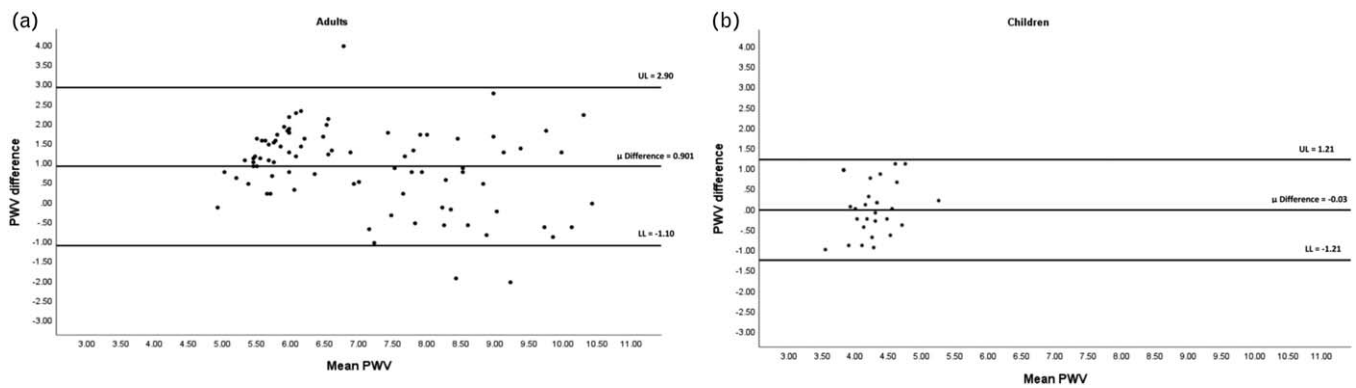 (a)
Adults
4.00
3.50
3.00
2.50
2.00
1.50
1.00
.50
.00
-0.50
-1.00
-1.50
-2.00
-2.50
-3.00
PWV difference
UL = 2.90
µ Difference = 0.901
LL = -1.10
3.00 3.50 4.00 4.50 5.00 5.50 6.00 6.50 7.00 7.50 8.00 8.50 9.00 9.50 10.00 10.50 11.00
Mean PWV
(b)
Children
4.00
3.50
3.00
2.50
2.00
1.50
1.00
.50
.00
-0.50
-1.00
-1.50
-2.00
-2.50
-3.00
PWV difference
UL = 1.21
µ Difference = -0.03
LL = -1.21
3.00 3.50 4.00 4.50 5.00 5.50 6.00 6.50 7.00 7.50 8.00 8.50 9.00 9.50 10.00 10.50 11.00
Mean PWV